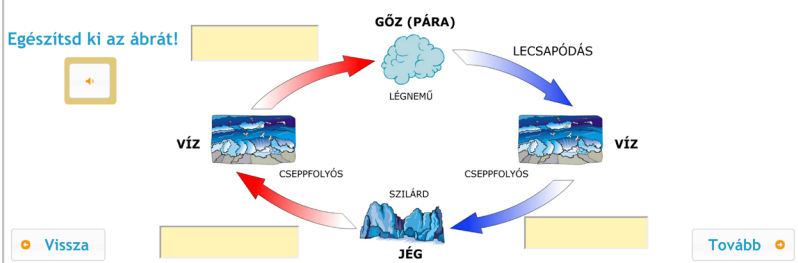 GŐZ (PÁRA)
Egészítsd ki az ábrát!
LECSAPÓDÁS
LÉGNEMŰ
VÍZ
VÍZ
CSEPPFOLYÓS
CSEPPFOLYÓS
SZILÁRD
JÉG
Vissza
Tovább